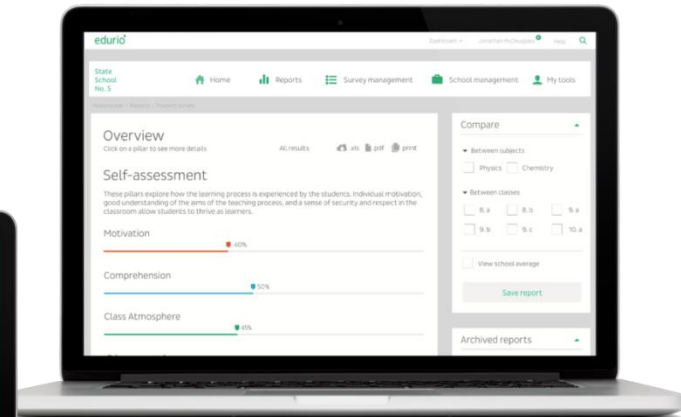 edurio
Dashboard Jonathan McDouglas Help
State
School
No. 5
Home Reports Survey management School management My tools
Overview
Click on a pillar to see more details
All results .xls .pdf print
Self-assessment
These pillars explore how the learning process is experienced by the students. Individual motivation,
good understanding of the aims of the teaching process, and a sense of security and respect in the
classroom allow students to thrive as learners.
Motivation
40%
Comprehension
50%
Class Atmosphere
45%
Compare
Between subjects
Physics Chemistry
Between classes
8. b 9. a
9. b 9. c 10. a
View school average
Save report
Archived reports